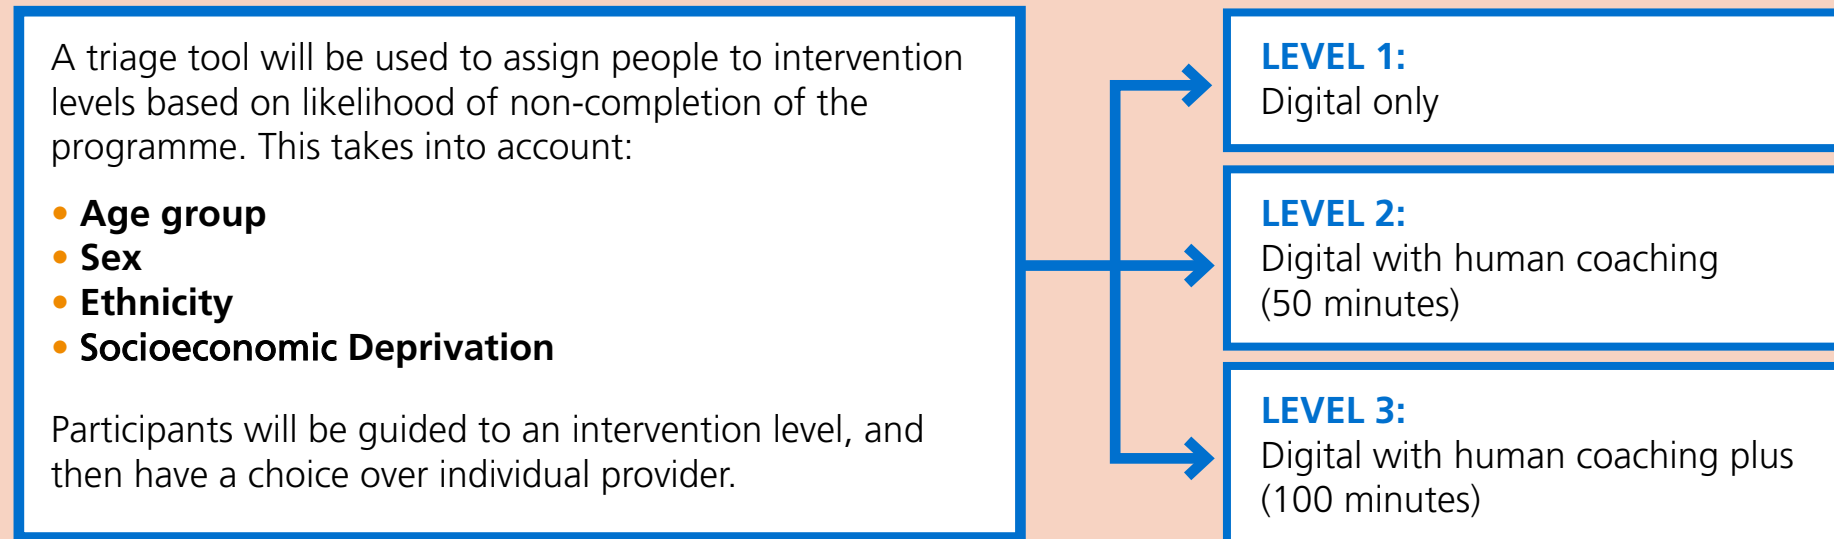 A triage tool will be used to assign people to intervention
levels based on likelihood of non-completion of the
programme. This takes into account:
• Age group
• Sex
• Ethnicity
• Socioeconomic Deprivation
Participants will be guided to an intervention level, and
then have a choice over individual provider.
LEVEL 1:
Digital only
LEVEL 2:
Digital with human coaching
(50 minutes)
LEVEL 3:
Digital with human coaching plus
(100 minutes)